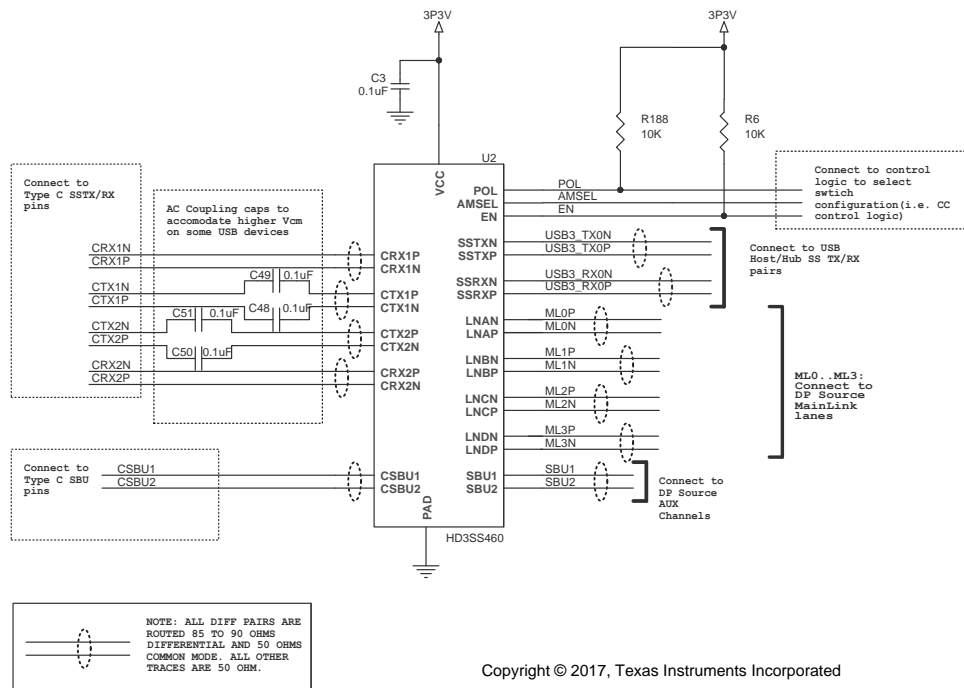 3P3V
3P3V
C3
0.1uF
R188
10K
R6
10K
U2
VCC
Connect to
Type C SSTX/RX
pins
AC Coupling caps to
accomodate higher Vcm
on some USB devices
Connect to control
logic to select
swtich
configuration(i.e. CC
control logic)
POL
POL
AMSEL
AMSEL
EN
EN
CRX1N
CRX1P
CRX1P
CRX1N
CTX1N
CTX1P
C49
0.1uF
CTX1P
CTX1N
C51
0.1uF
C48
0.1uF
CTX2N
CTX2P
CTX2P
CTX2N
C50
0.1uF
CRX2N
CRX2P
CRX2P
CRX2N
SSTXN
USB3_TX0N
SSTXP
USB3_TX0P
SSRXN
USB3_RX0N
SSRXP
USB3_RX0P
Connect to USB
Host/Hub SS TX/RX
pairs
LNAN
ML0P
LNAP
ML0N
LNBN
ML1P
LNBP
ML1N
LNCN
ML2P
LNCP
ML2N
LNDN
ML3P
LNDP
ML3N
ML0..ML3:
Connect to
DP Source
MainLink
lanes
Connect to
Type C SBU
pins
CSBU1
CSBU2
CSBU1
CSBU2
SBU1
SBU1
SBU2
SBU2
Connect to
DP Source
AUX
Channels
PAD
HD3SS460
NOTE: ALL DIFF PAIRS ARE
ROUTED 85 TO 90 OHMS
DIFFERENTIAL AND 50 OHMS
COMMON MODE. ALL OTHER
TRACES ARE 50 OHM.
Copyright © 2017, Texas Instruments Incorporated